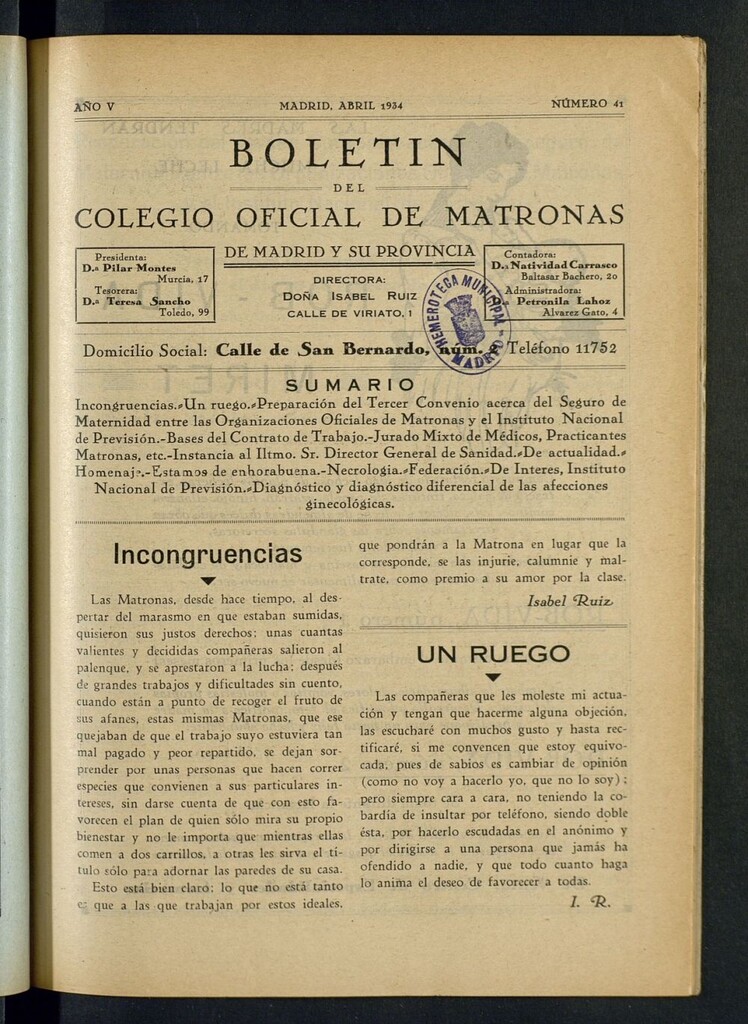 AÑO V MADRID, ABRIL 1934 NÚMERO 41
BOLETIN
DEL
COLEGIO OFICIAL DE MATRONAS
DE MADRID Y SU PROVINCIA
Presidenta:
D.ª Pilar Montes
Murcia, 17
Tesorera:
D.ª Teresa Sancho
Toledo, 99
DIRECTORA:
DOÑA ISABEL RUIZ
CALLE DE VIRIATO, 1
Contadora:
D.ª Natividad Carrasco
Baltasar Bachero, 20
Administradora:
D.ª Petronila Lahoz
Alvarez Gato, 4
HEMEROTECA MUNICIPAL
MADRID
Domicilio Social: Calle de San Bernardo, núm. Teléfono 11752
SUMARIO
Incongruencias.-Un ruego.-Preparación del Tercer Convenio acerca del Seguro de
Maternidad entre las Organizaciones Oficiales de Matronas y el Instituto Nacional
de Previsión.-Bases del Contrato de Trabajo.-Jurado Mixto de Médicos, Practicantes
Matronas, etc.-Instancia al Iltmo. Sr. Director General de Sanidad.-De actualidad.-
Homenaje.-Estamos de enhorabuena.-Necrología.-Federación.-De Interes, Instituto
Nacional de Previsión.-Diagnóstico y diagnóstico diferencial de las afecciones
ginecológicas.
Incongruencias
Las Matronas, desde hace tiempo, al des-
pertar del marasmo en que estaban sumidas,
quisieron sus justos derechos; unas cuantas
valientes y decididas compañeras salieron al
palenque, y se aprestaron a la lucha; después
de grandes trabajos y dificultades sin cuento,
cuando están a punto de recoger el fruto de
sus afanes, estas mismas Matronas, que ese
quejaban de que el trabajo suyo estuviera tan
mal pagado y peor repartido, se dejan sor-
prender por unas personas que hacen correr
especies que convienen a sus particulares in-
tereses, sin darse cuenta de que con esto fa-
vorecen el plan de quien sólo mira su propio
bienestar y no le importa que mientras ellas
comen a dos carrillos, a otras les sirva el tí-
tulo sólo para adornar las paredes de su casa.
Esto está bien claro; lo que no está tanto
es que a las que trabajan por estos ideales,
que pondrán a la Matrona en lugar que la
corresponde, se las injurie, calumnie y mal-
trate, como premio a su amor por la clase.
Isabel Ruiz
UN RUEGO
Las compañeras que les moleste mi actua-
ción y tengan que hacerme alguna objeción,
las escucharé con muchos gusto y hasta rec-
tificaré, si me convencen que estoy equivo-
cada, pues de sabios es cambiar de opinión
(como no voy a hacerlo yo, que no lo soy);
pero siempre cara a cara, no teniendo la co-
bardía de insultar por teléfono, siendo doble
ésta, por hacerlo escudadas en el anónimo y
por dirigirse a una persona que jamás ha
ofendido a nadie, y que todo cuanto haga
lo anima el deseo de favorecer a todas.
I. R.